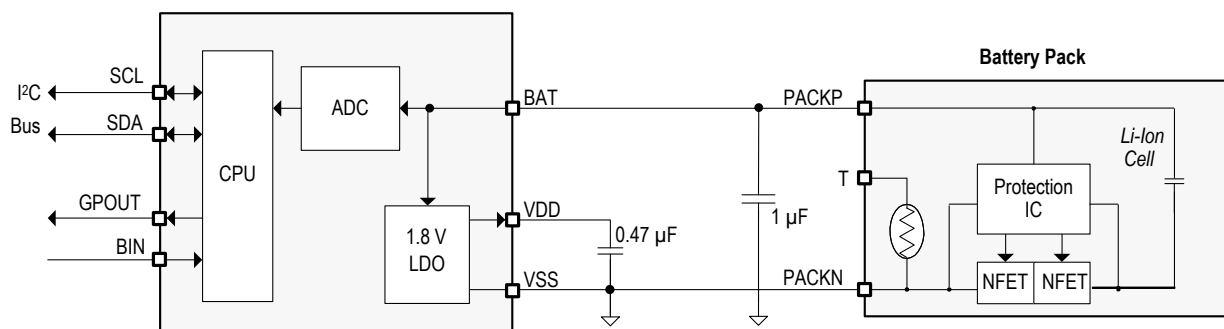 Battery Pack
SCL
I²C
Bus
SDA
GPOUT
BIN
CPU
ADC
1.8 V
LDO
BAT
VDD
VSS
0.47 µF
1 µF
PACKP
T
PACKN
Protection
IC
NFET
NFET
Li-Ion
Cell